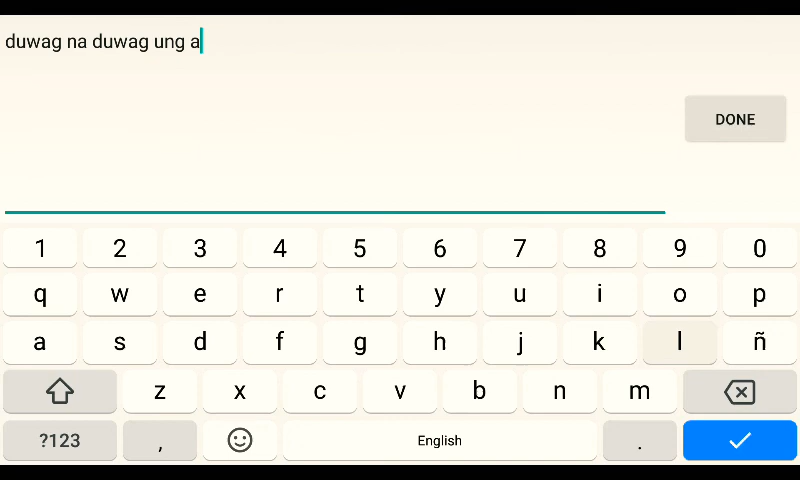 duwag na duwag ung a
DONE
1 2 3 4 5 6 7 8 9 0
q w e r t y u i o p
a s d f g h j k l ñ
z x c v b n m
?123 , English .